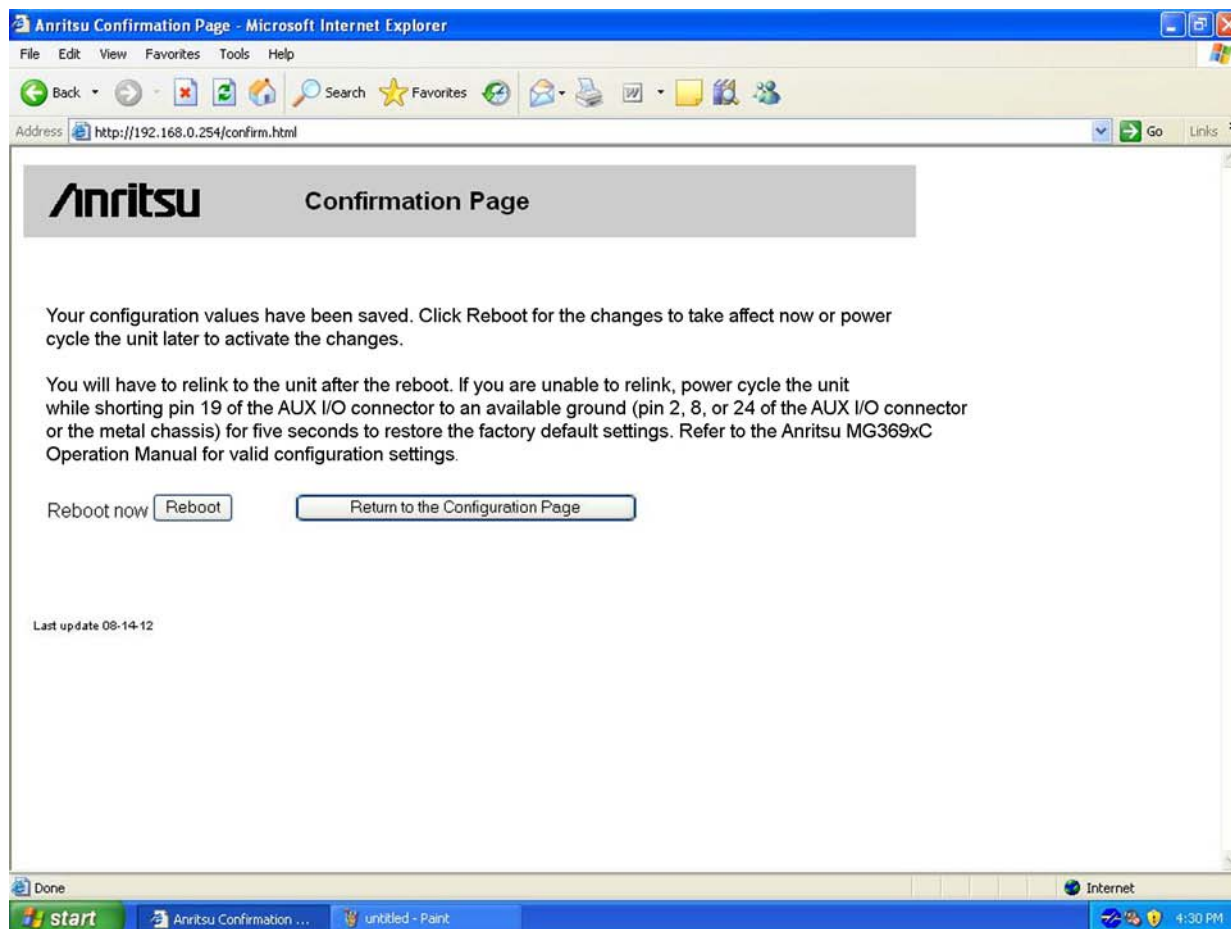 Anritsu Confirmation Page - Microsoft Internet Explorer
File Edit View Favorites Tools Help
Back Search Favorites
Address http://192.168.0.254/confirm.html Go Links
Anritsu Confirmation Page
Your configuration values have been saved. Click Reboot for the changes to take affect now or power
cycle the unit later to activate the changes.
You will have to relink to the unit after the reboot. If you are unable to relink, power cycle the unit
while shorting pin 19 of the AUX I/O connector to an available ground (pin 2, 8, or 24 of the AUX I/O connector
or the metal chassis) for five seconds to restore the factory default settings. Refer to the Anritsu MG369xC
Operation Manual for valid configuration settings.
Reboot now Reboot Return to the Configuration Page
Last update 08-14-12
Done Internet
start Anritsu Confirmation ... untitled - Paint 4:30 PM